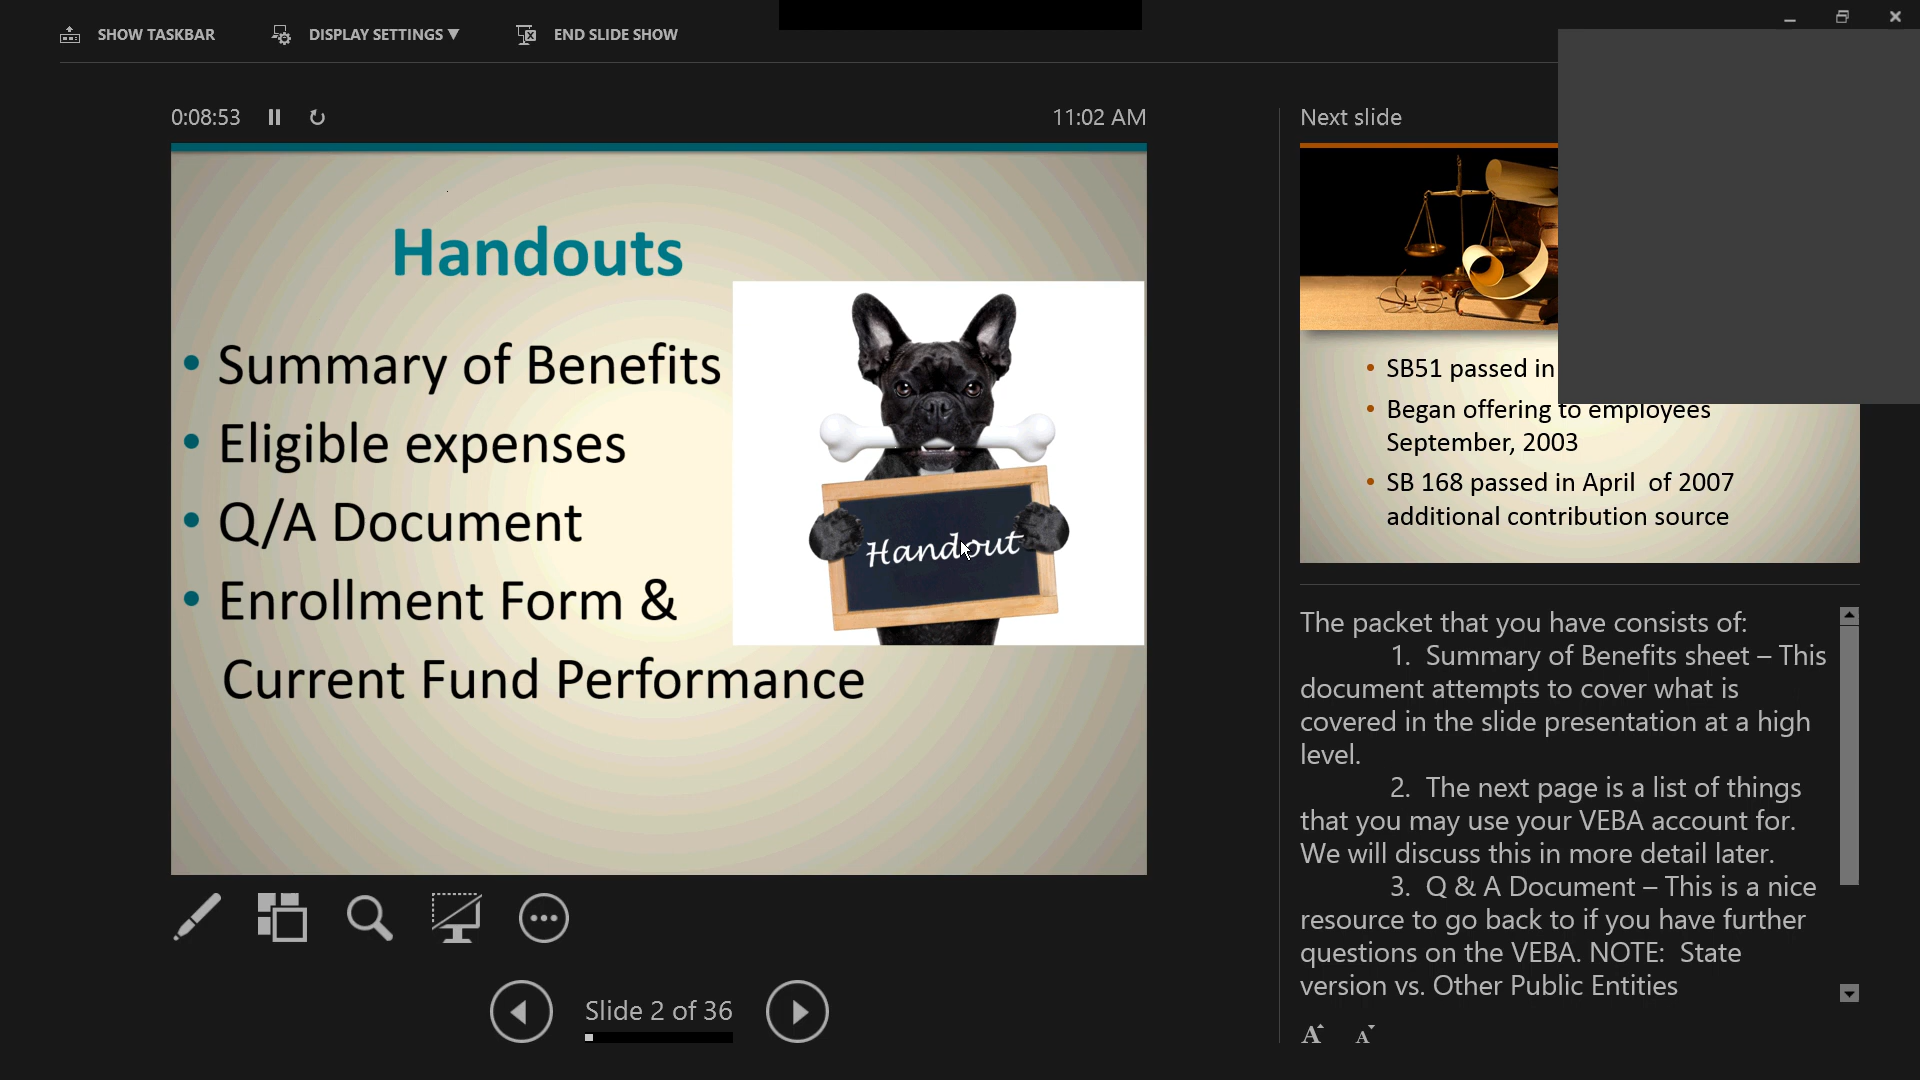 SHOW TASKBAR
DISPLAY SETTINGS ▼
END SLIDE SHOW
0:08:53
11:02 AM
Handouts
• Summary of Benefits
• Eligible expenses
• Q/A Document
• Enrollment Form &
Current Fund Performance
Handout
Slide 2 of 36
Next slide
• SB51 passed in
• Began offering to employees
September, 2003
• SB 168 passed in April of 2007
additional contribution source
The packet that you have consists of:
1. Summary of Benefits sheet – This
document attempts to cover what is
covered in the slide presentation at a high
level.
2. The next page is a list of things
that you may use your VEBA account for.
We will discuss this in more detail later.
3. Q & A Document – This is a nice
resource to go back to if you have further
questions on the VEBA. NOTE: State
version vs. Other Public Entities
A A